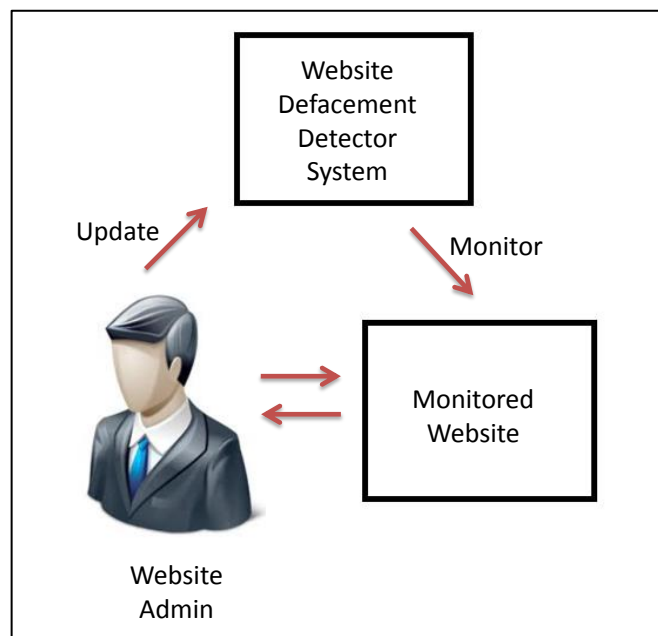 Website
Defacement
Detector
System
Update
Monitor
Monitored
Website
Website
Admin